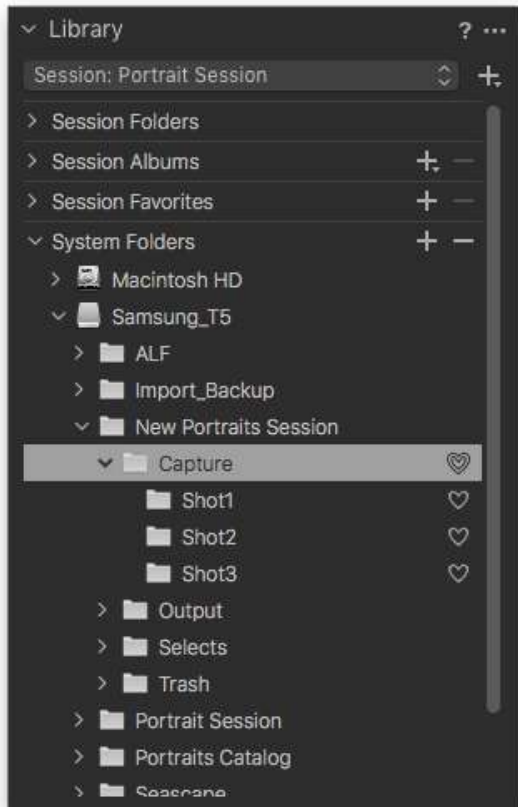 Library ? ...
Session: Portrait Session
Session Folders
Session Albums
Session Favorites
System Folders
Macintosh HD
Samsung_T5
ALF
Import_Backup
New Portraits Session
Capture
Shot1
Shot2
Shot3
Output
Selects
Trash
Portrait Session
Portraits Catalog
Seascape